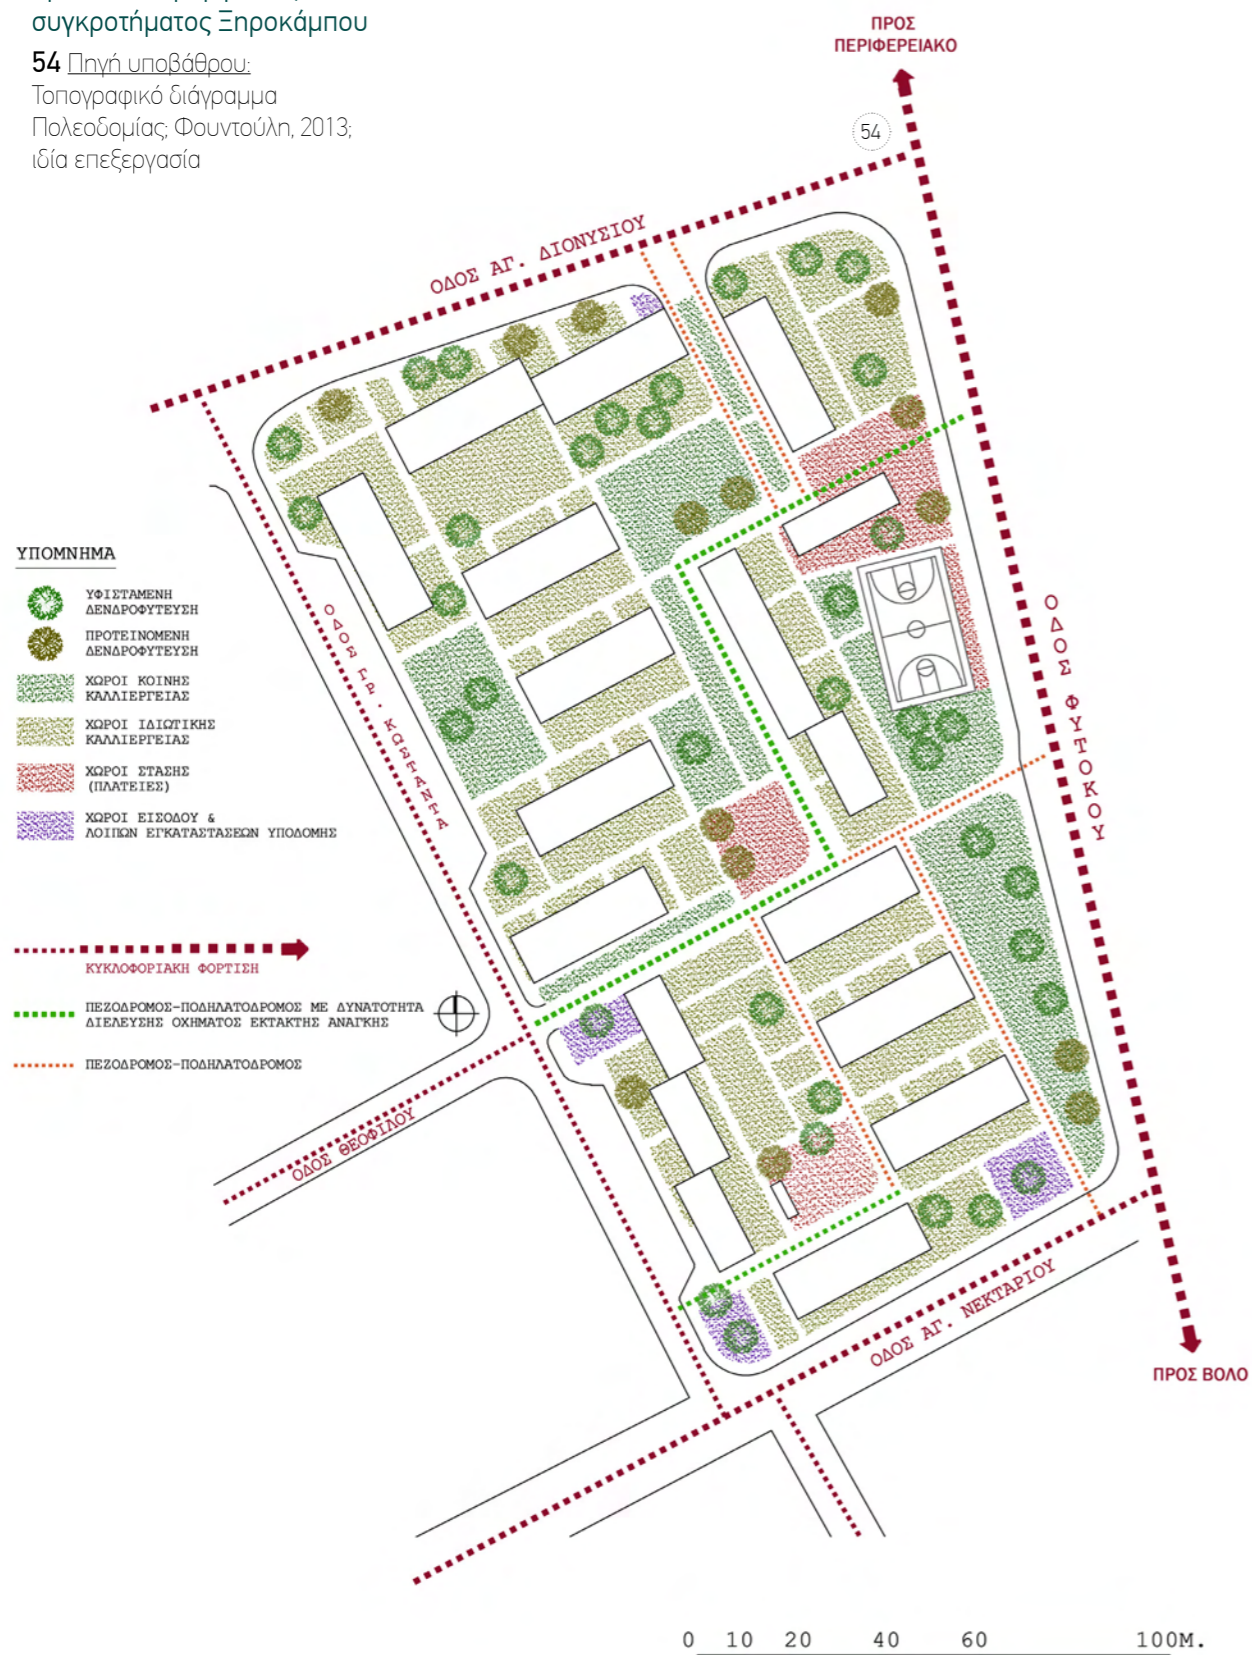 συγκροτήματος Ξηροκάμπου
54 Πηγή υποβάθρου:
Τοπογραφικό διάγραμμα
Πολεοδομίας; Φουντούλη, 2013;
ιδία επεξεργασία
ΠΡΟΣ
ΠΕΡΙΦΕΡΕΙΑΚΟ
54
ΟΔΟΣ ΑΓ. ΔΙΟΝΥΣΙΟΥ
ΥΠΟΜΝΗΜΑ
ΥΦΙΣΤΑΜΕΝΗ
ΔΕΝΔΡΟΦΥΤΕΥΣΗ
ΠΡΟΤΕΙΝΟΜΕΝΗ
ΔΕΝΔΡΟΦΥΤΕΥΣΗ
ΧΩΡΟΙ ΚΟΙΝΗΣ
ΚΑΛΛΙΕΡΓΕΙΑΣ
ΧΩΡΟΙ ΙΔΙΩΤΙΚΗΣ
ΚΑΛΛΙΕΡΓΕΙΑΣ
ΧΩΡΟΙ ΣΤΑΣΗΣ
(ΠΛΑΤΕΙΕΣ)
ΧΩΡΟΙ ΕΙΣΟΔΟΥ &
ΛΟΙΠΩΝ ΕΓΚΑΤΑΣΤΑΣΕΩΝ ΥΠΟΔΟΜΗΣ
ΚΥΚΛΟΦΟΡΙΑΚΗ ΦΟΡΤΙΣΗ
ΠΕΖΟΔΡΟΜΟΣ-ΠΟΔΗΛΑΤΟΔΡΟΜΟΣ ΜΕ ΔΥΝΑΤΟΤΗΤΑ
ΔΙΕΛΕΥΣΗΣ ΟΧΗΜΑΤΟΣ ΕΚΤΑΚΤΗΣ ΑΝΑΓΚΗΣ
ΠΕΖΟΔΡΟΜΟΣ-ΠΟΔΗΛΑΤΟΔΡΟΜΟΣ
ΟΔΟΣ ΓΡ. ΚΩΣΤΑΝΤΑ
ΟΔΟΣ ΦΥΤΟΚΟΥ
ΟΔΟΣ ΘΕΟΦΙΛΟΥ
ΟΔΟΣ ΑΓ. ΝΕΚΤΑΡΙΟΥ
ΠΡΟΣ ΒΟΛΟ
0 10 20 40 60 100Μ.